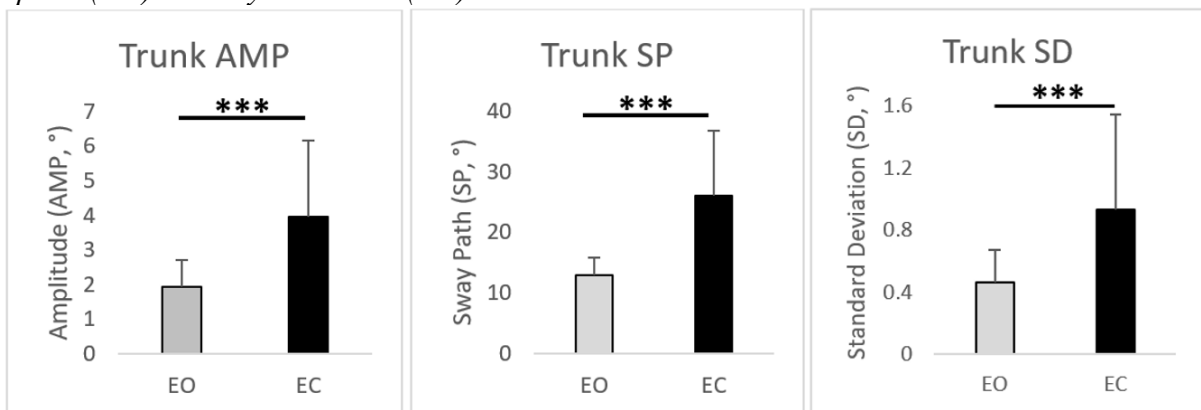 Trunk AMP
***
Amplitude (AMP, °)
7
6
5
4
3
2
1
0
EO EC
Trunk SP
***
Sway Path (SP, °)
40
30
20
10
0
EO EC
Trunk SD
***
Standard Deviation (SD, °)
1.6
1.2
0.8
0.4
0
EO EC